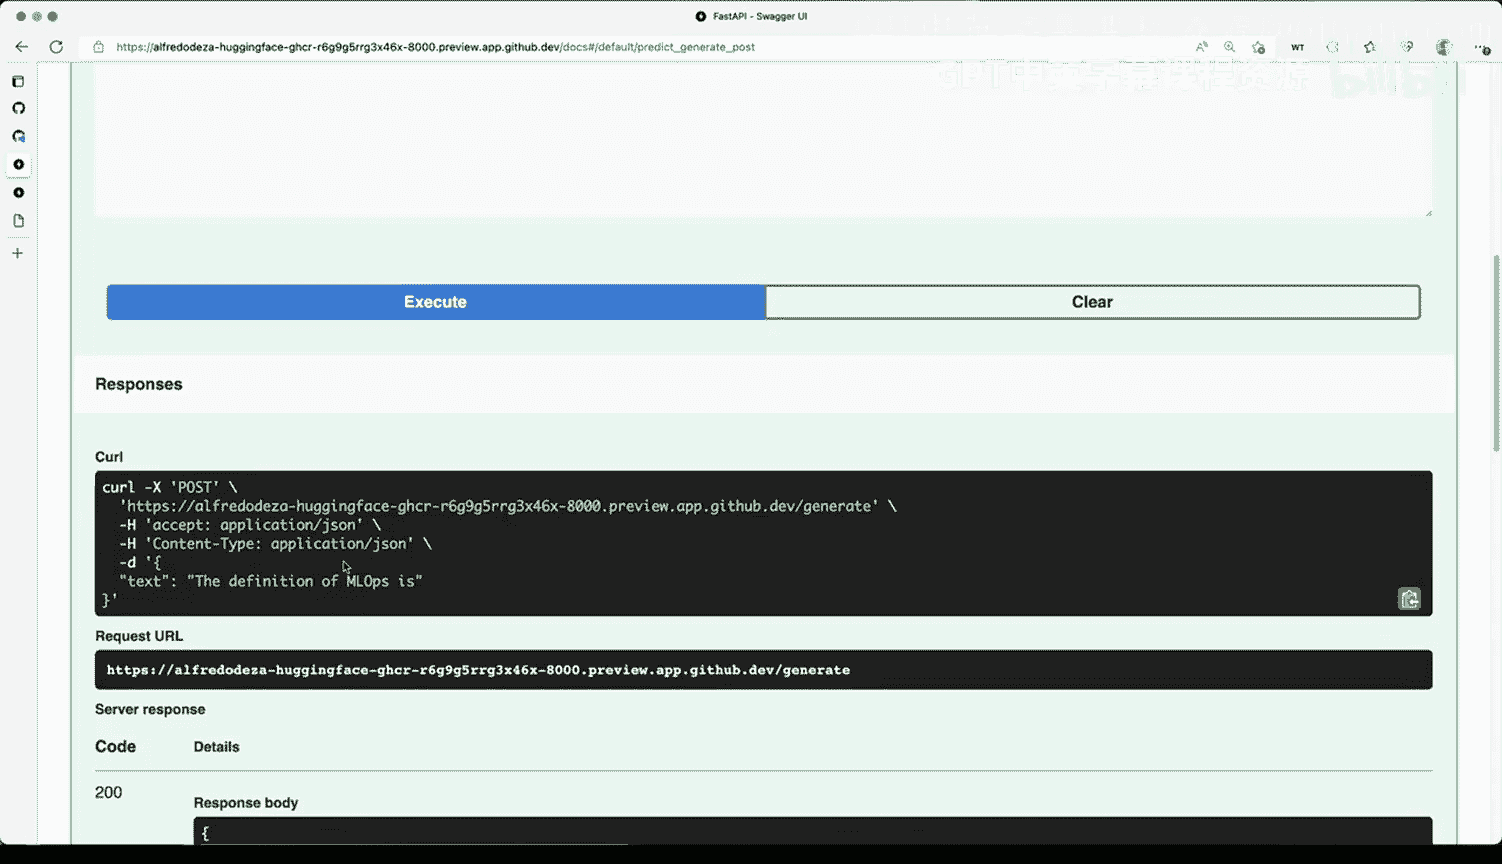 FastAPI - Swagger UI
https://alfredodeza-huggingface-ghcr-r6g9g5rrg3x46x-8000.preview.app.github.dev/docs#/default/predict_generate_post
WT
Execute
Clear
Responses
Curl
curl -X 'POST' \
'https://alfredodeza-huggingface-ghcr-r6g9g5rrg3x46x-8000.preview.app.github.dev/generate' \
-H 'accept: application/json' \
-H 'Content-Type: application/json' \
-d '{
"text": "The definition of MLOps is"
}'
Request URL
https://alfredodeza-huggingface-ghcr-r6g9g5rrg3x46x-8000.preview.app.github.dev/generate
Server response
Code Details
200
Response body
{